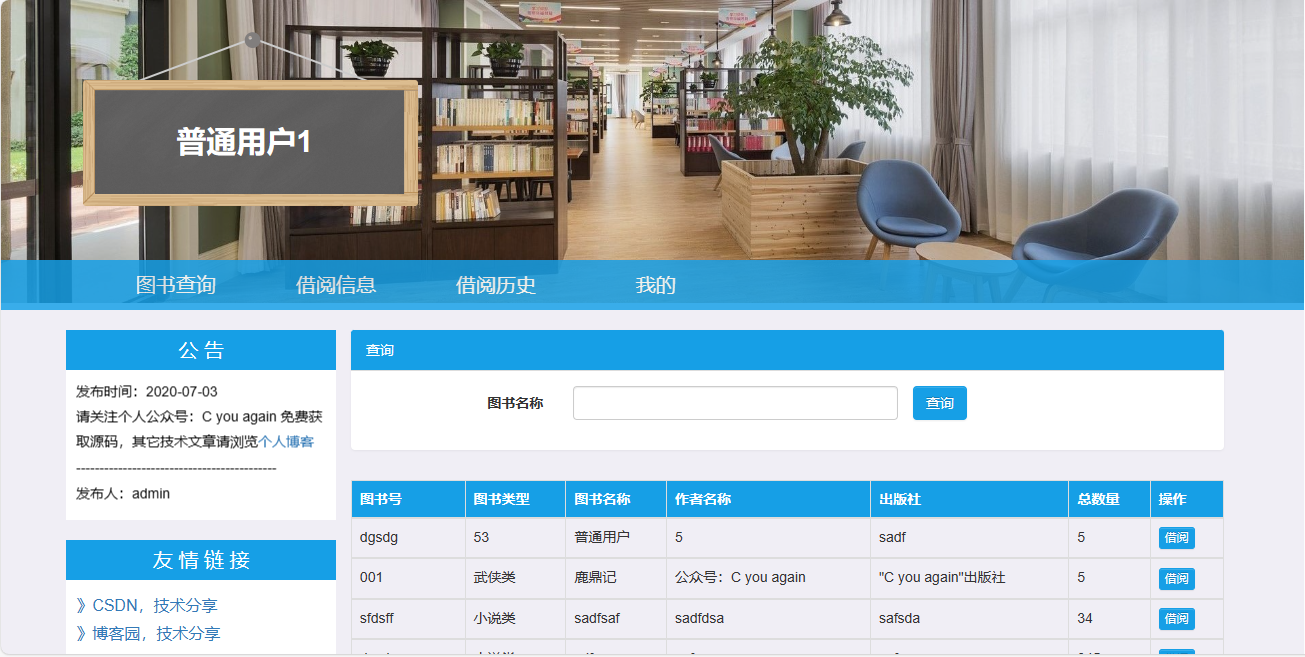 普通用户1
图书查询 借阅信息 借阅历史 我的
公 告
发布时间：2020-07-03
请关注个人公众号：C you again 免费获
取源码，其它技术文章请浏览个人博客
-------------------------------------------
发布人：admin
友 情 链 接
》CSDN，技术分享
》博客园，技术分享
查询
图书名称 查询
图书号 图书类型 图书名称 作者名称 出版社 总数量 操作
dgsdg 53 普通用户 5 sadf 5 借阅
001 武侠类 鹿鼎记 公众号：C you again "C you again"出版社 5 借阅
sfdsff 小说类 sadfsaf sadfdsa safsda 34 借阅